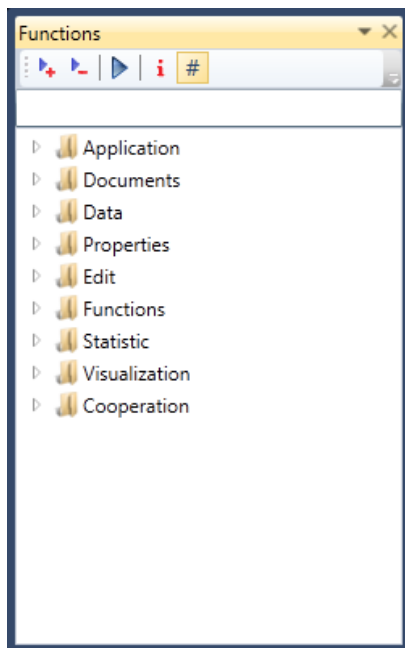 Functions
i #
Application
Documents
Data
Properties
Edit
Functions
Statistic
Visualization
Cooperation